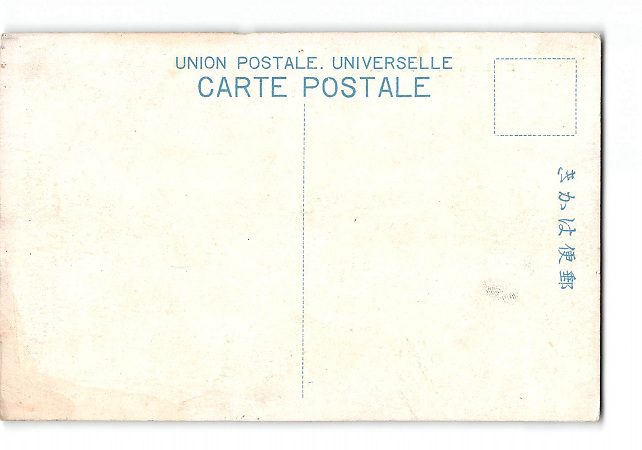 UNION POSTALE. UNIVERSELLE
CARTE POSTALE
郵便はかき